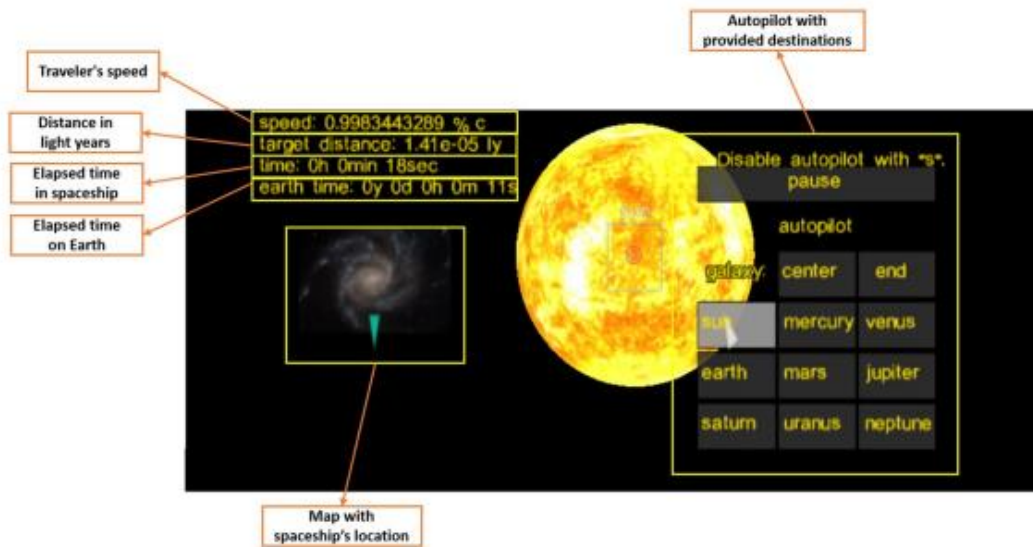 Autopilot with
provided destinations
Traveler's speed
Distance in
light years
Elapsed time
in spaceship
Elapsed time
on Earth
speed: 0.9983443289 % c
target distance: 1.41e-05 ly
time: 0h 0min 18sec
earth time: 0y 0d 0h 0m 11s
Disable autopilot with "s".
pause
autopilot
galaxy: center end
sun mercury venus
earth mars jupiter
saturn uranus neptune
Map with
spaceship's location